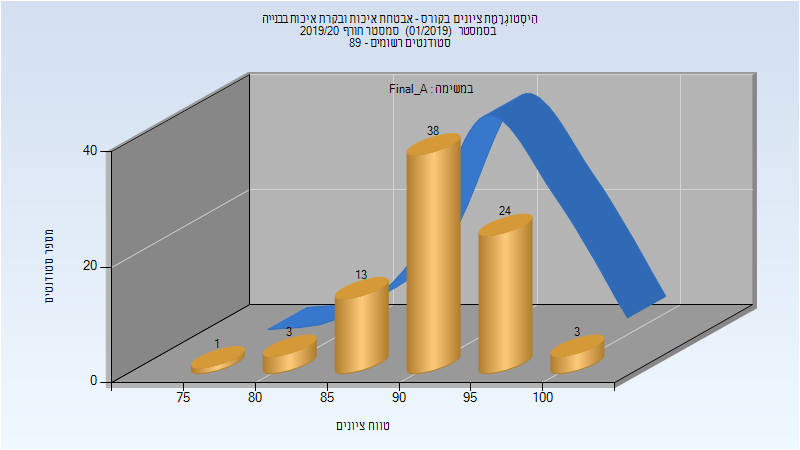 הִיסְטוֹגְרָמַת ציונים בקורס - אבטחת איכות ובקרת איכות בבנייה
בסמסטר (01/2019) סמסטר חורף 2019/20
סטודנטים רשומים - 89
במשימה : Final_A
38
24
13
3
3
1
40
20
0
75
80
85
90
95
100
מספר סטודנטים
טווח ציונים